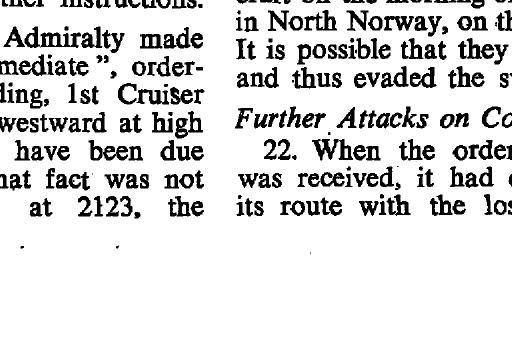 Admiralty made
mediate ", order-
ding, 1st Cruiser
westward at high
have been due
hat fact was not
at 2123, the
in North Norway, on th
It is possible that they
and thus evaded the s
Further Attacks on Co
22. When the order
was received, it had
its route with the los